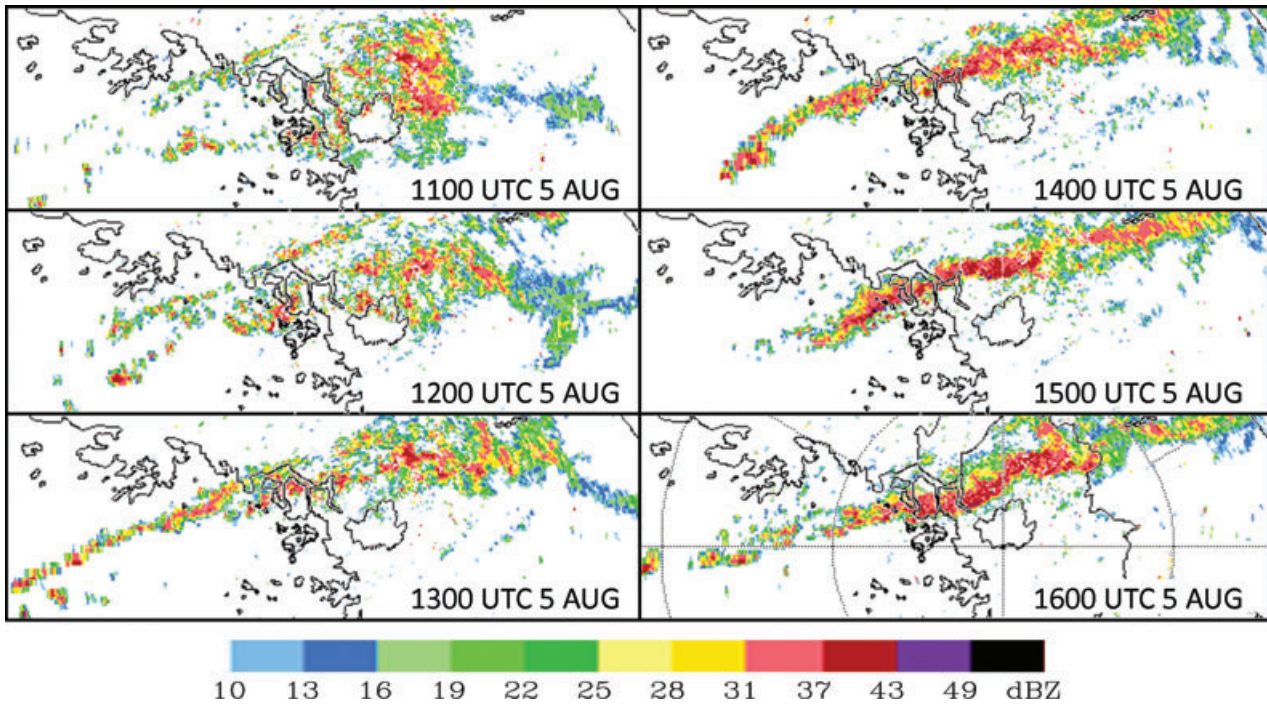 1100 UTC 5 AUG
1400 UTC 5 AUG
1200 UTC 5 AUG
1500 UTC 5 AUG
1300 UTC 5 AUG
1600 UTC 5 AUG
10 13 16 19 22 25 28 31 37 43 49 dBZ